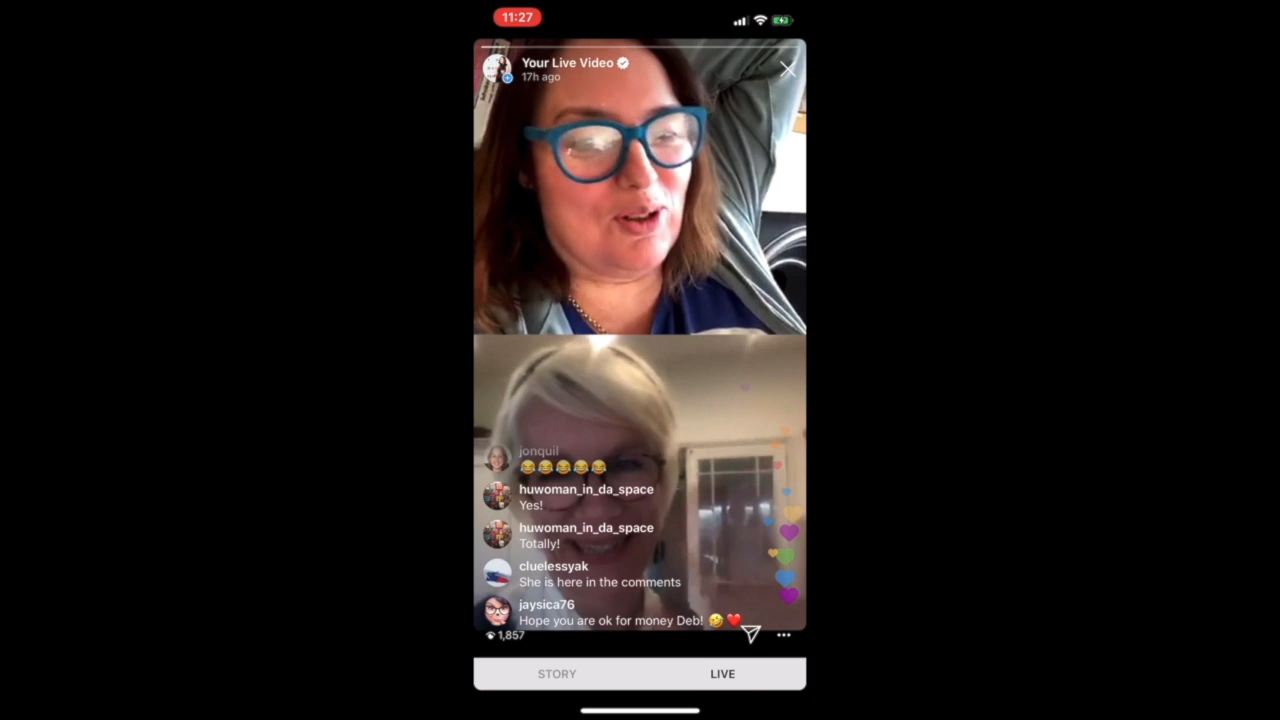 11:27
Your Live Video
17h ago
jonquil
😂😂😂😂😂
huwoman_in_da_space
Yes!
huwoman_in_da_space
Totally!
cluelessyak
She is here in the comments
jaysica76
Hope you are ok for money Deb! 🤣❤️
1,857
STORY
LIVE